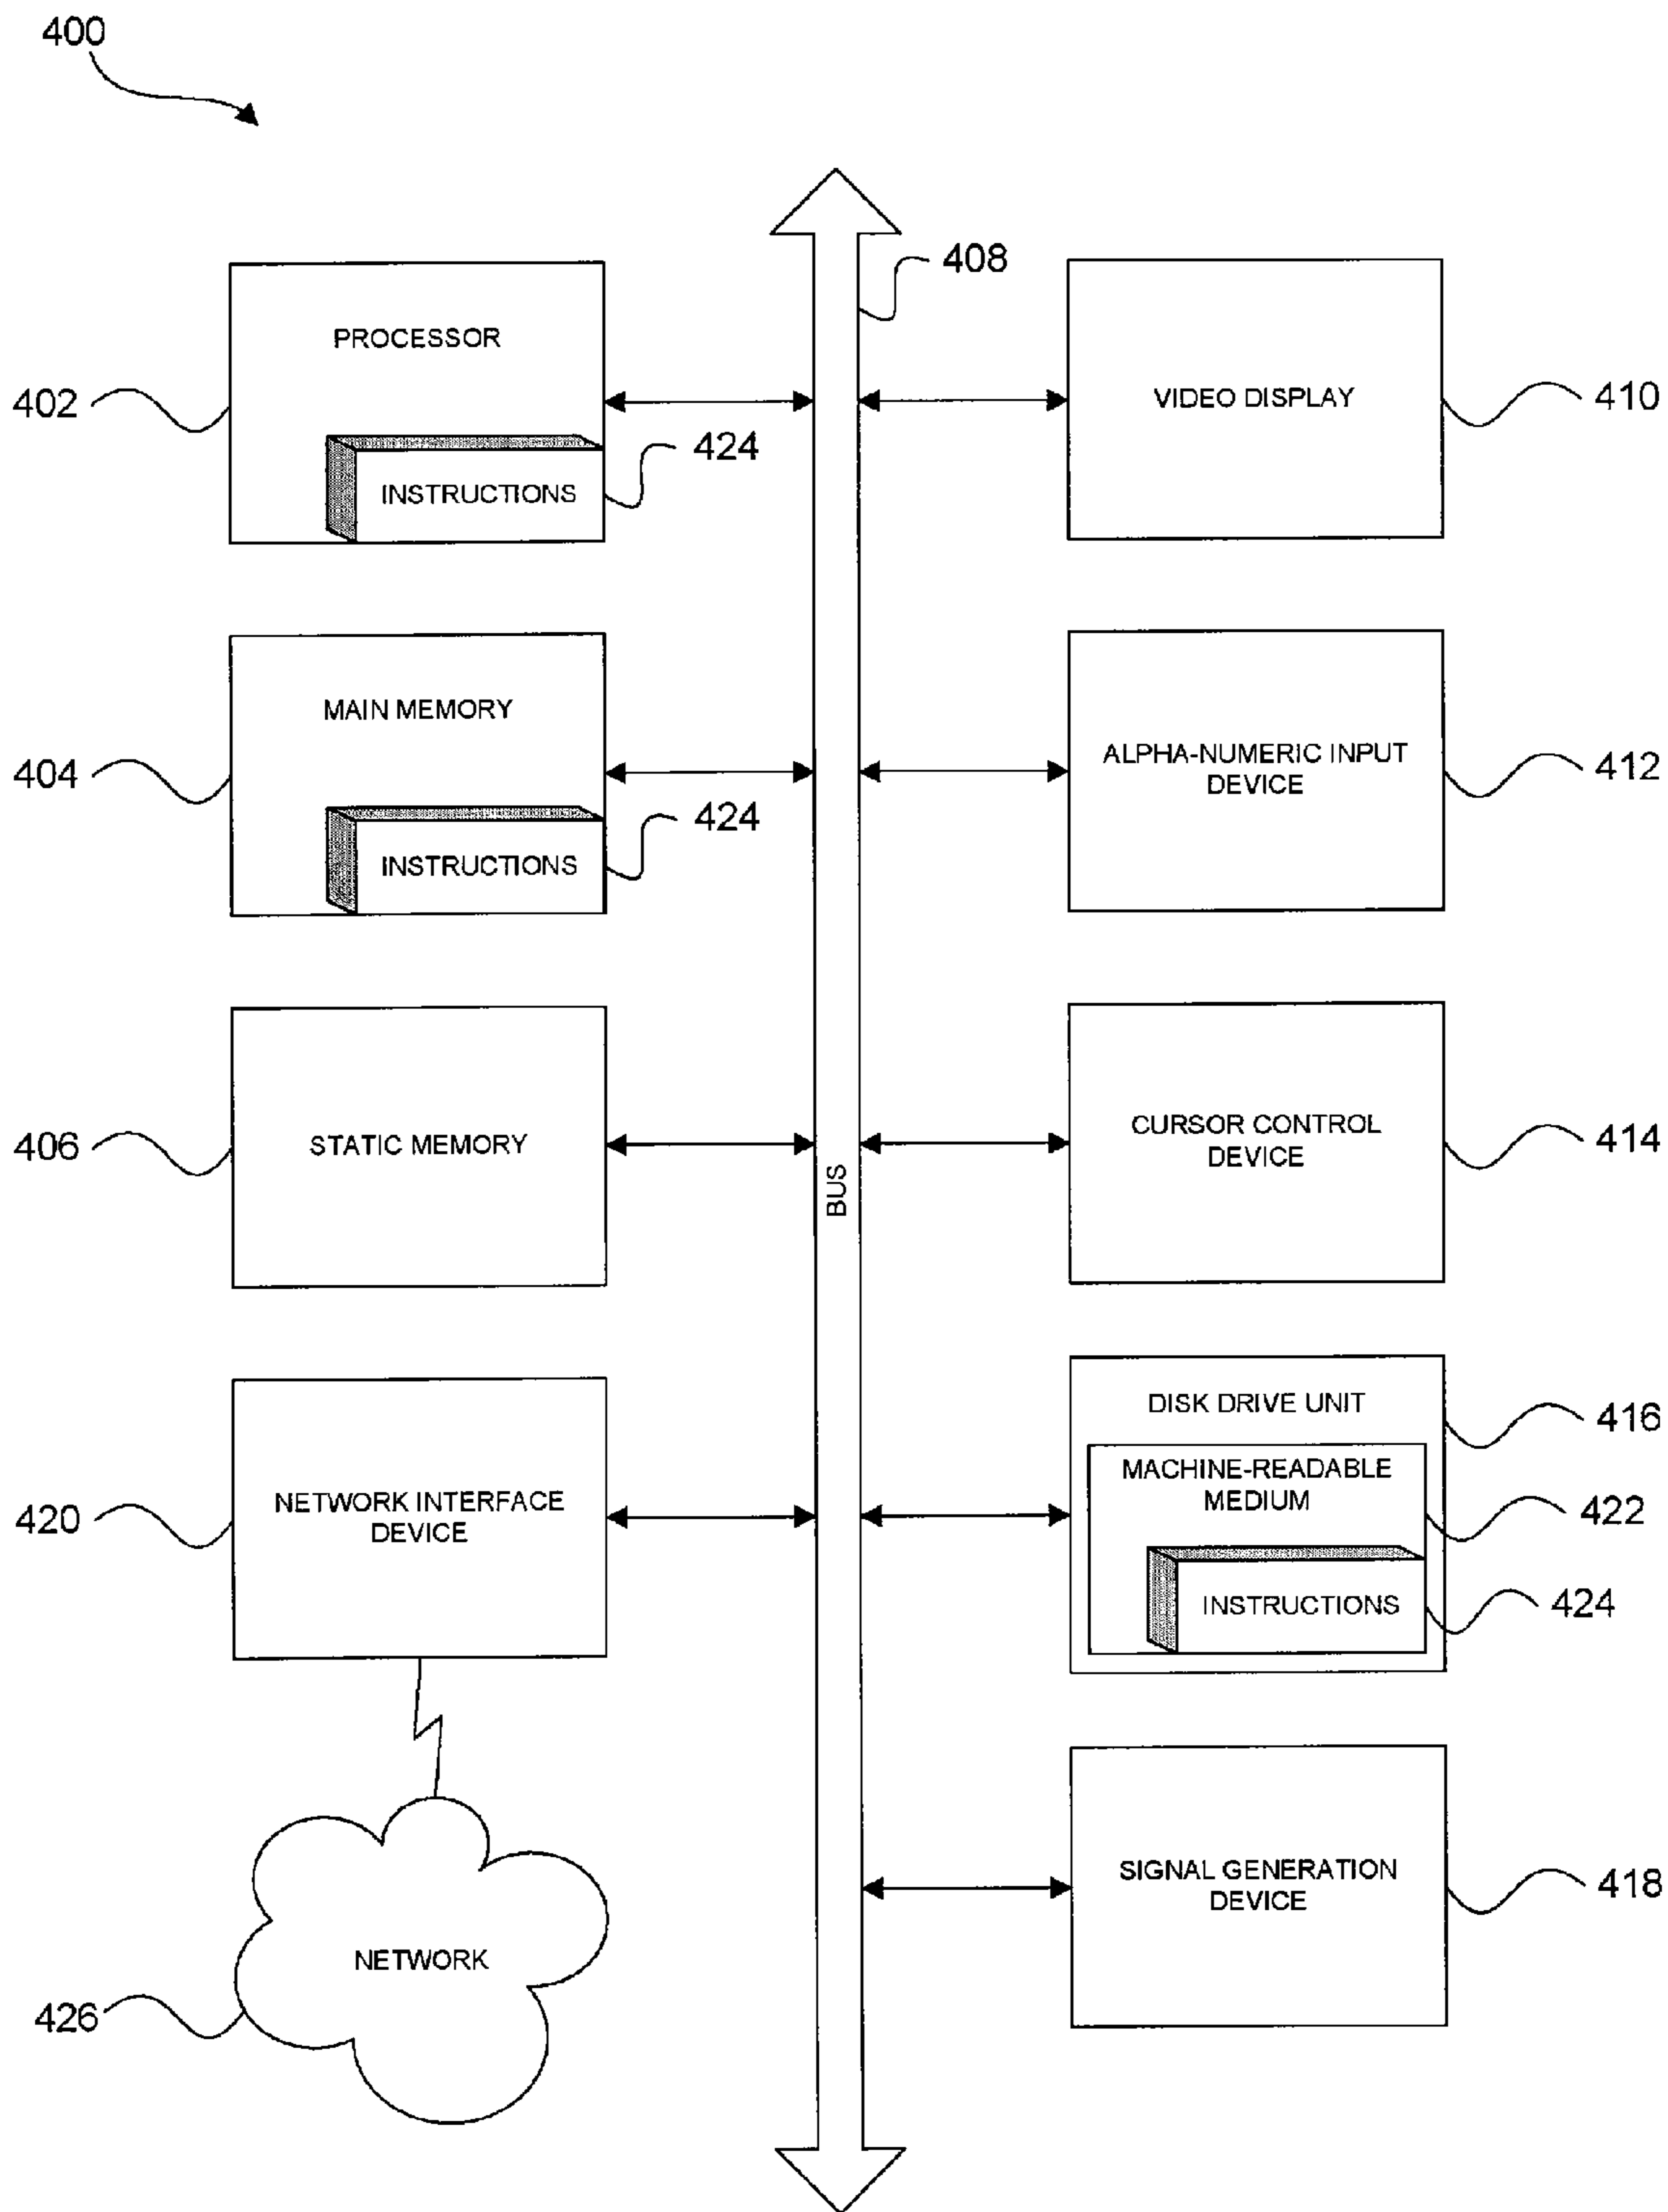 400
408
PROCESSOR
402
424
INSTRUCTIONS
VIDEO DISPLAY
410
MAIN MEMORY
404
424
INSTRUCTIONS
ALPHA-NUMERIC INPUT
DEVICE
412
STATIC MEMORY
406
BUS
CURSOR CONTROL
DEVICE
414
NETWORK INTERFACE
DEVICE
420
DISK DRIVE UNIT
416
MACHINE-READABLE
MEDIUM
422
INSTRUCTIONS
424
SIGNAL GENERATION
DEVICE
418
NETWORK
426